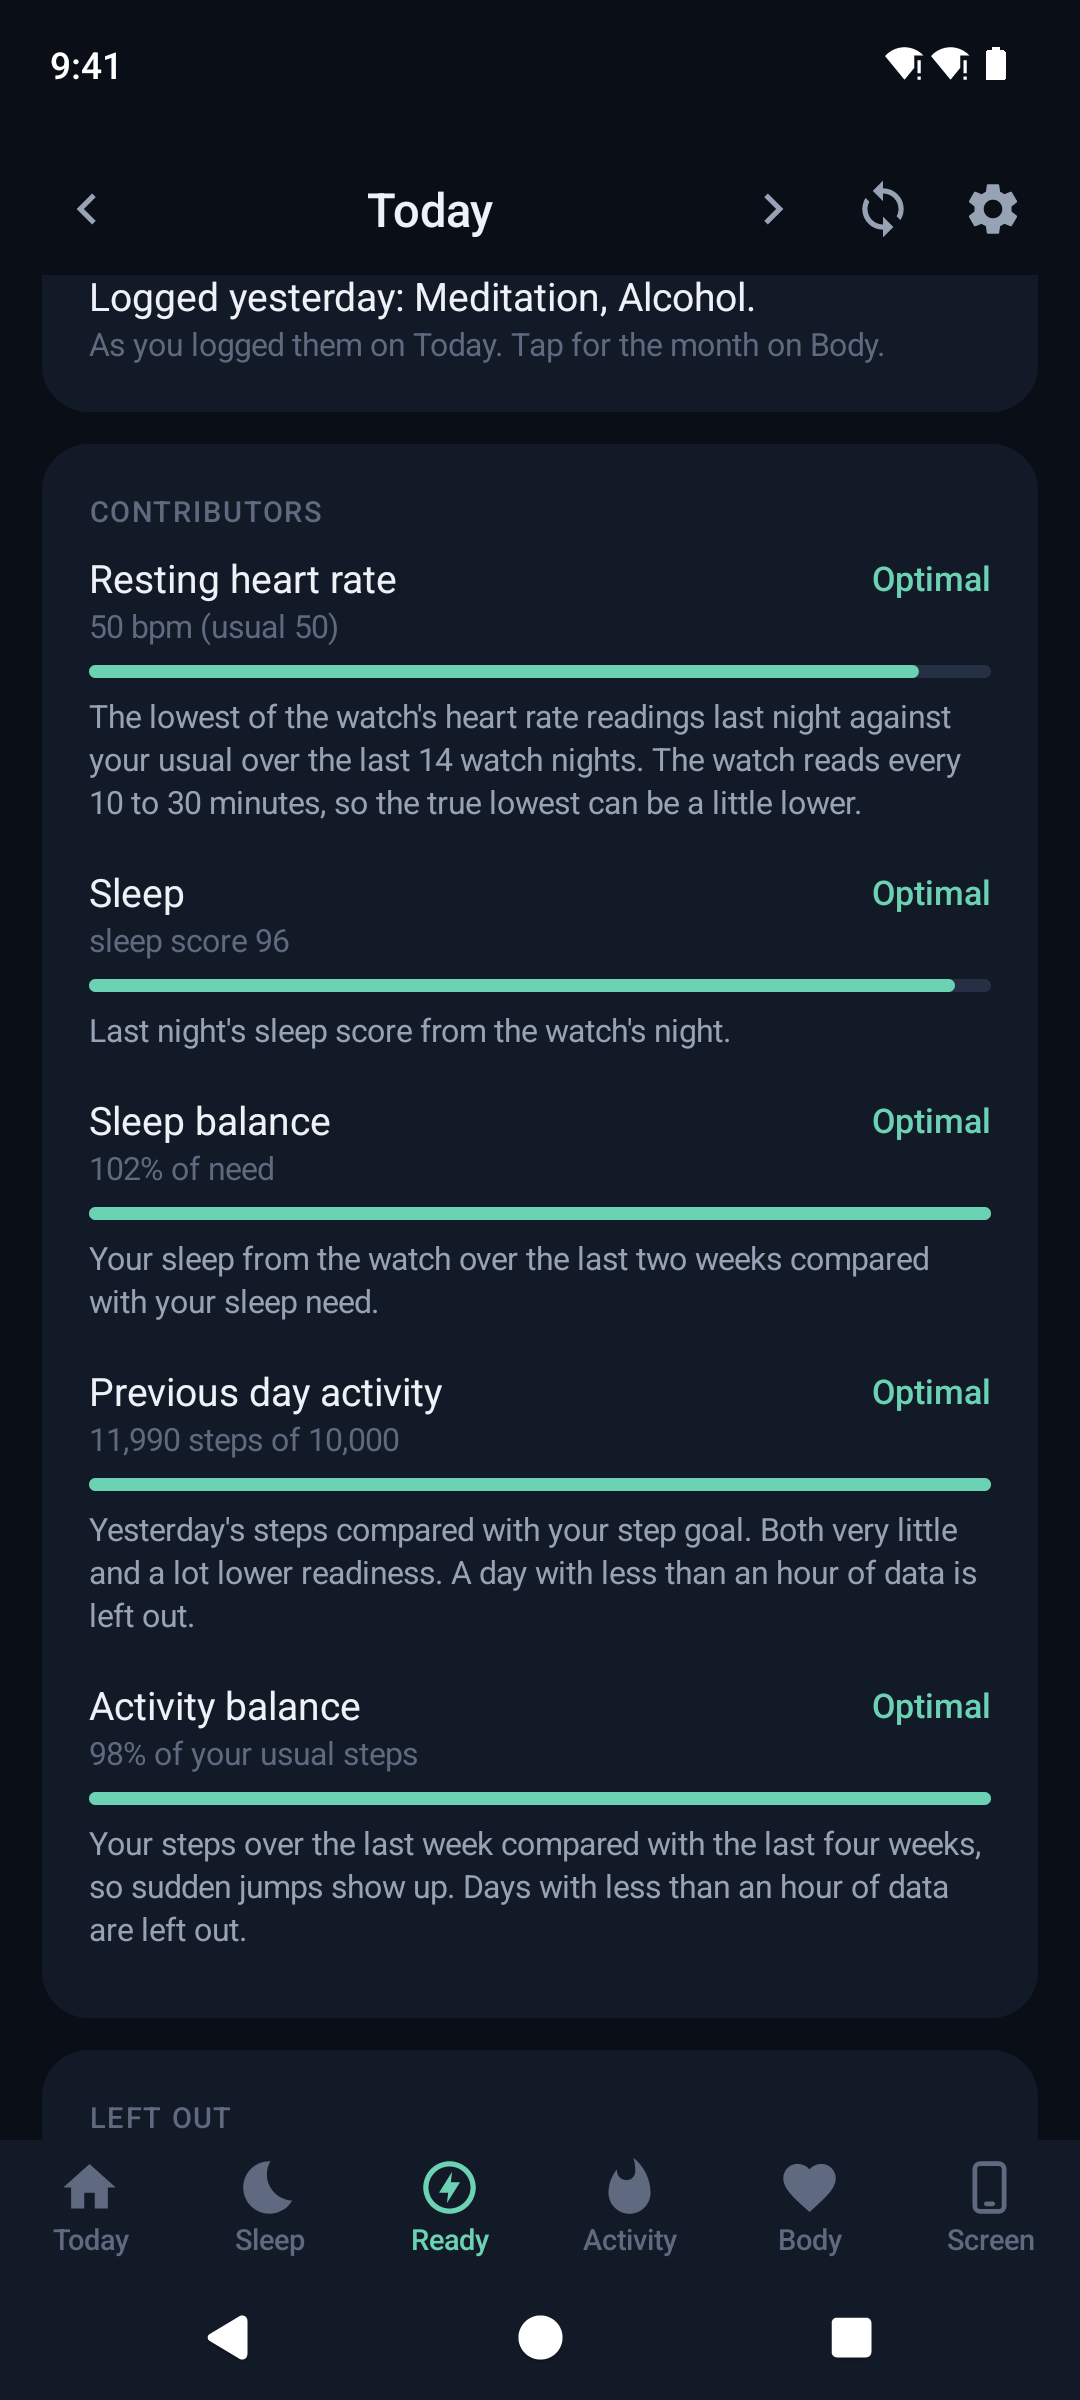 9:41
Today
Logged yesterday: Meditation, Alcohol.
As you logged them on Today. Tap for the month on Body.
CONTRIBUTORS
Resting heart rate
Optimal
50 bpm (usual 50)
The lowest of the watch's heart rate readings last night against
your usual over the last 14 watch nights. The watch reads every
10 to 30 minutes, so the true lowest can be a little lower.
Sleep
Optimal
sleep score 96
Last night's sleep score from the watch's night.
Sleep balance
Optimal
102% of need
Your sleep from the watch over the last two weeks compared
with your sleep need.
Previous day activity
Optimal
11,990 steps of 10,000
Yesterday's steps compared with your step goal. Both very little
and a lot lower readiness. A day with less than an hour of data is
left out.
Activity balance
Optimal
98% of your usual steps
Your steps over the last week compared with the last four weeks,
so sudden jumps show up. Days with less than an hour of data
are left out.
LEFT OUT
Today
Sleep
Ready
Activity
Body
Screen